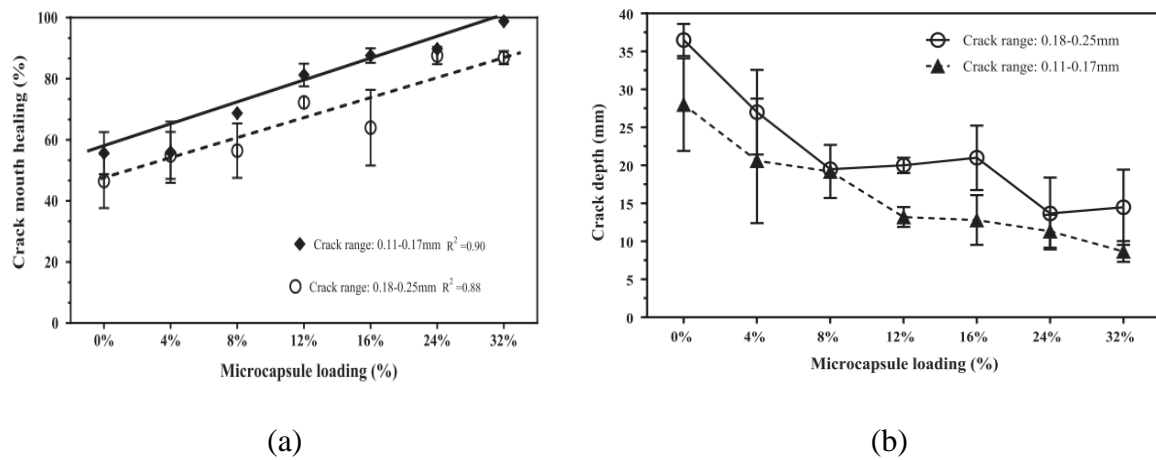 100
80
60
40
20
0
Crack mouth healing (%)
Crack range: 0.11-0.17mm R² =0.90
Crack range: 0.18-0.25mm R² =0.88
0% 4% 8% 12% 16% 24% 32%
Microcapsule loading (%)
(a)
40
35
30
25
20
15
10
5
0
Crack depth (mm)
Crack range: 0.18-0.25mm
Crack range: 0.11-0.17mm
0% 4% 8% 12% 16% 24% 32%
Microcapsule loading (%)
(b)